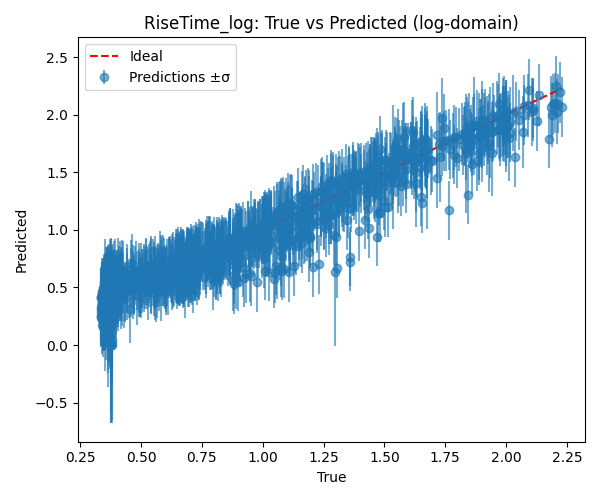 RiseTime_log: True vs Predicted (log-domain)
Ideal
Predictions ±σ
Predicted
2.5
2.0
1.5
1.0
0.5
0.0
−0.5
0.25 0.50 0.75 1.00 1.25 1.50 1.75 2.00 2.25
True